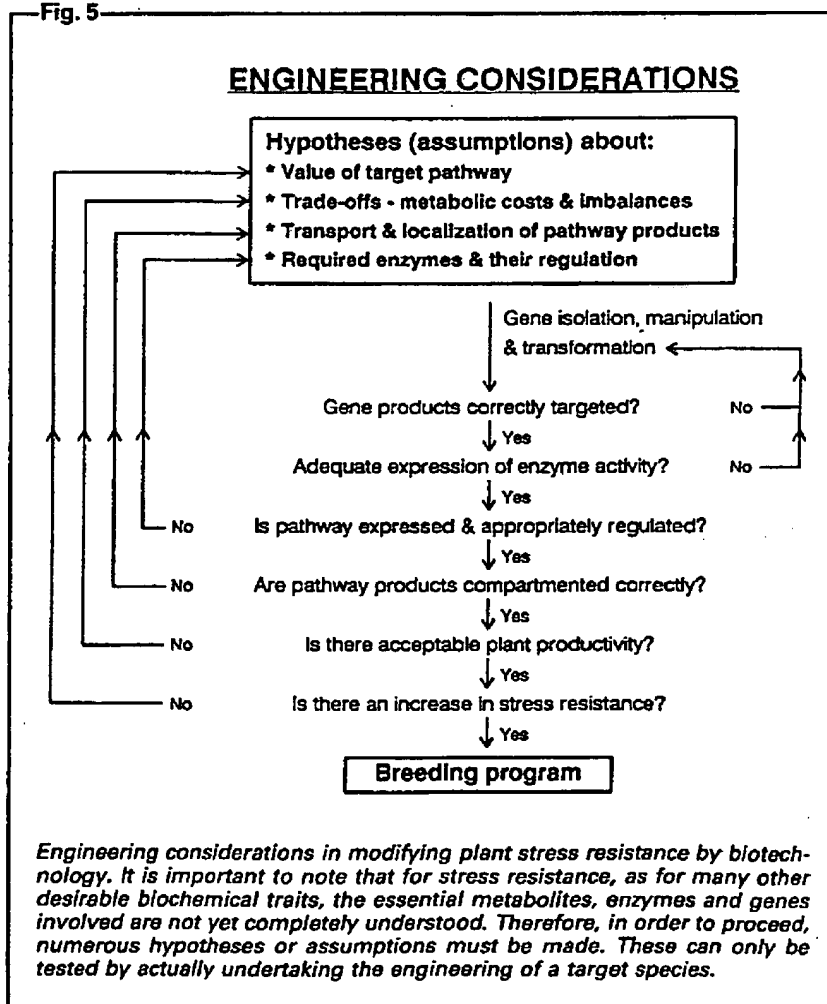 Fig. 5
ENGINEERING CONSIDERATIONS
Hypotheses (assumptions) about:
* Value of target pathway
* Trade-offs - metabolic costs & imbalances
* Transport & localization of pathway products
* Required enzymes & their regulation
Gene isolation, manipulation
& transformation
Gene products correctly targeted? No
Yes
Adequate expression of enzyme activity? No
Yes
No Is pathway expressed & appropriately regulated?
Yes
No Are pathway products compartmented correctly?
Yes
No Is there acceptable plant productivity?
Yes
No Is there an increase in stress resistance?
Yes
Breeding program
Engineering considerations in modifying plant stress resistance by biotech-
nology. It is important to note that for stress resistance, as for many other
desirable biochemical traits, the essential metabolites, enzymes and genes
involved are not yet completely understood. Therefore, in order to proceed,
numerous hypotheses or assumptions must be made. These can only be
tested by actually undertaking the engineering of a target species.